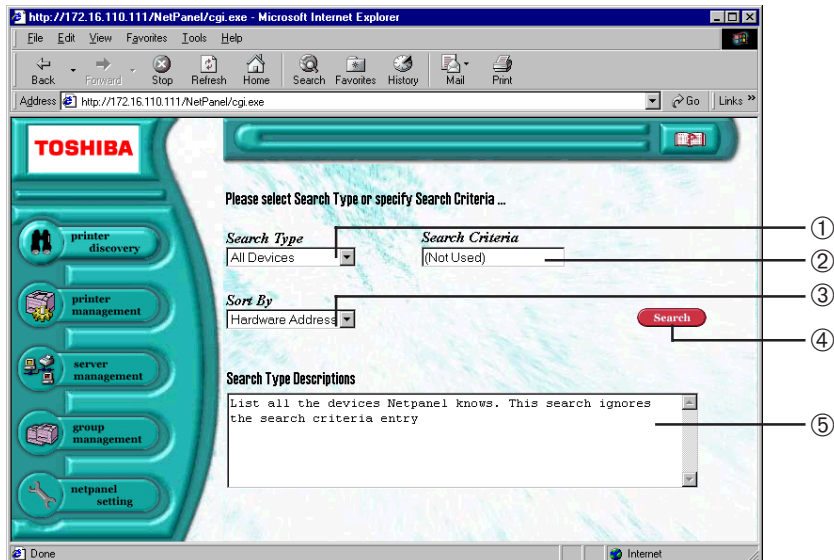 http://172.16.110.111/NetPanel/cgi.exe - Microsoft Internet Explorer
File Edit View Favorites Tools Help
Back Forward Stop Refresh Home Search Favorites History Mail Print
Address http://172.16.110.111/NetPanel/cgi.exe Go Links »
TOSHIBA
Please select Search Type or specify Search Criteria ...
printer discovery
Search Type Search Criteria
①
All Devices (Not Used)
②
printer management
Sort By
③
Hardware Address Search
④
server management
Search Type Descriptions
List all the devices Netpanel knows. This search ignores
the search criteria entry
⑤
group management
netpanel setting
Done Internet